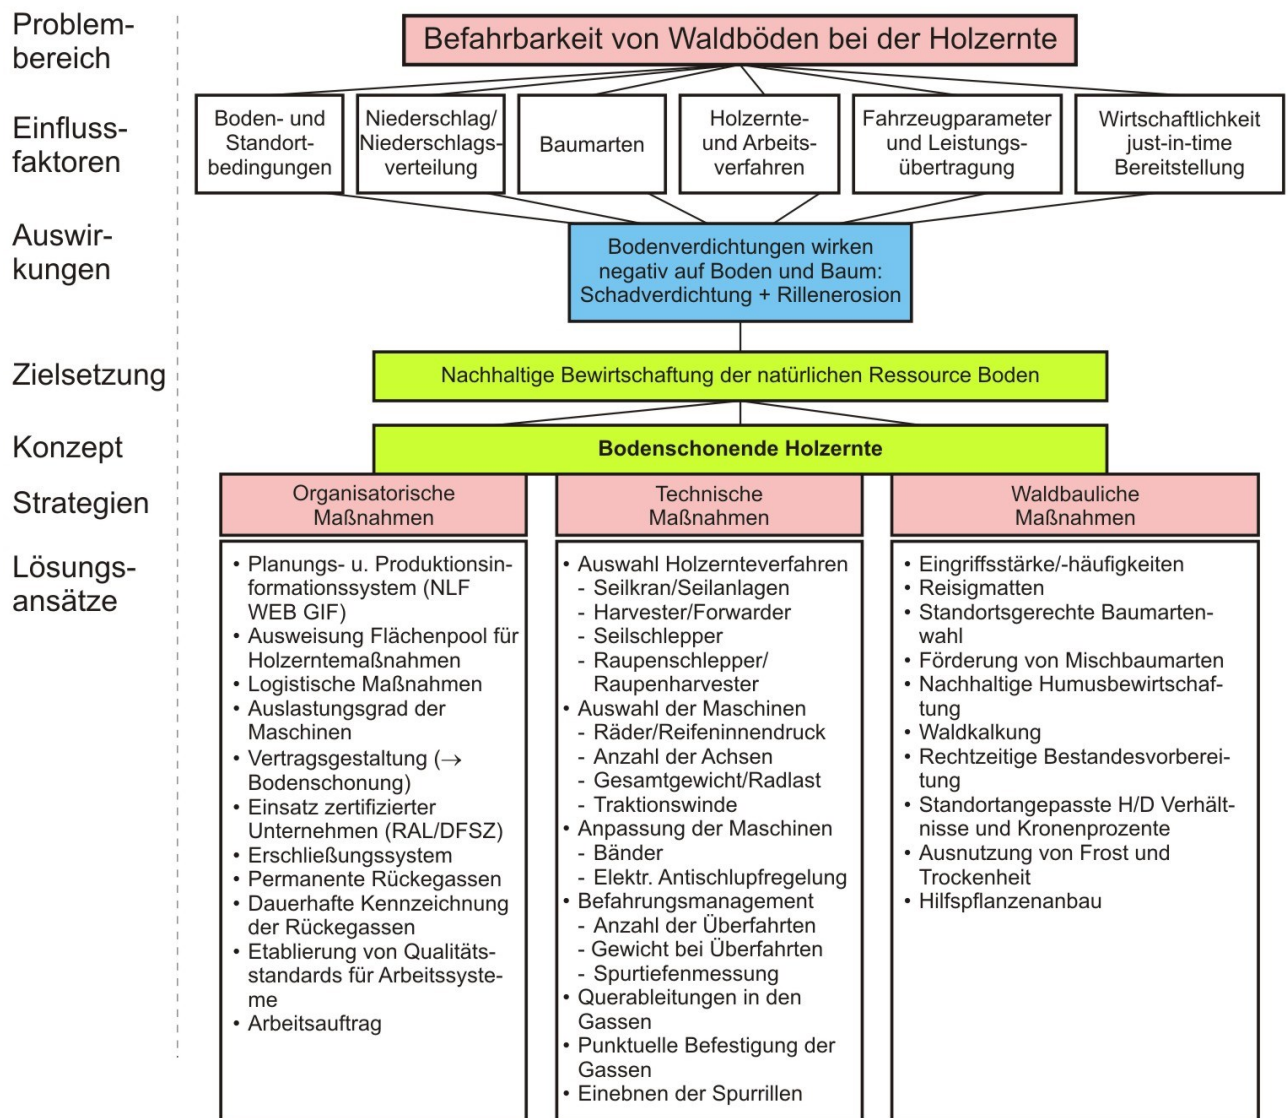 Problem-
bereich
Befahrbarkeit von Waldböden bei der Holzernte
Einfluss-
faktoren
Boden- und
Standort-
bedingungen
Niederschlag/
Niederschlags-
verteilung
Baumarten
Holzernte-
und Arbeits-
verfahren
Fahrzeugparameter
und Leistungs-
übertragung
Wirtschaftlichkeit
just-in-time
Bereitstellung
Auswir-
kungen
Bodenverdichtungen wirken
negativ auf Boden und Baum:
Schadverdichtung + Rillenerosion
Zielsetzung
Nachhaltige Bewirtschaftung der natürlichen Ressource Boden
Konzept
Bodenschonende Holzernte
Strategien
Organisatorische
Maßnahmen
Technische
Maßnahmen
Waldbauliche
Maßnahmen
Lösungs-
ansätze
• Planungs- u. Produktionsin-
formationssystem (NLF
WEB GIF)
• Ausweisung Flächenpool für
Holzerntemaßnahmen
• Logistische Maßnahmen
• Auslastungsgrad der
Maschinen
• Vertragsgestaltung (→
Bodenschonung)
• Einsatz zertifizierter
Unternehmen (RAL/DFSZ)
• Erschließungssystem
• Permanente Rückegassen
• Dauerhafte Kennzeichnung
der Rückegassen
• Etablierung von Qualitäts-
standards für Arbeitssyste-
me
• Arbeitsauftrag
• Auswahl Holzernteverfahren
- Seilkran/Seilanlagen
- Harvester/Forwarder
- Seilschlepper
- Raupenschlepper/
Raupenharvester
• Auswahl der Maschinen
- Räder/Reifeninnendruck
- Anzahl der Achsen
- Gesamtgewicht/Radlast
- Traktionswinde
• Anpassung der Maschinen
- Bänder
- Elektr. Antischlupfregelung
• Befahrungsmanagement
- Anzahl der Überfahrten
- Gewicht bei Überfahrten
- Spurtiefenmessung
• Querableitungen in den
Gassen
• Punktuelle Befestigung der
Gassen
• Einebnen der Spurrillen
• Eingriffsstärke/-häufigkeiten
• Reisigmatten
• Standortsgerechte Baumarten-
wahl
• Förderung von Mischbaumarten
• Nachhaltige Humusbewirtschaf-
tung
• Waldkalkung
• Rechtzeitige Bestandesvorberei-
tung
• Standortangepasste H/D Verhält-
nisse und Kronenprozente
• Ausnutzung von Frost und
Trockenheit
• Hilfspflanzenanbau